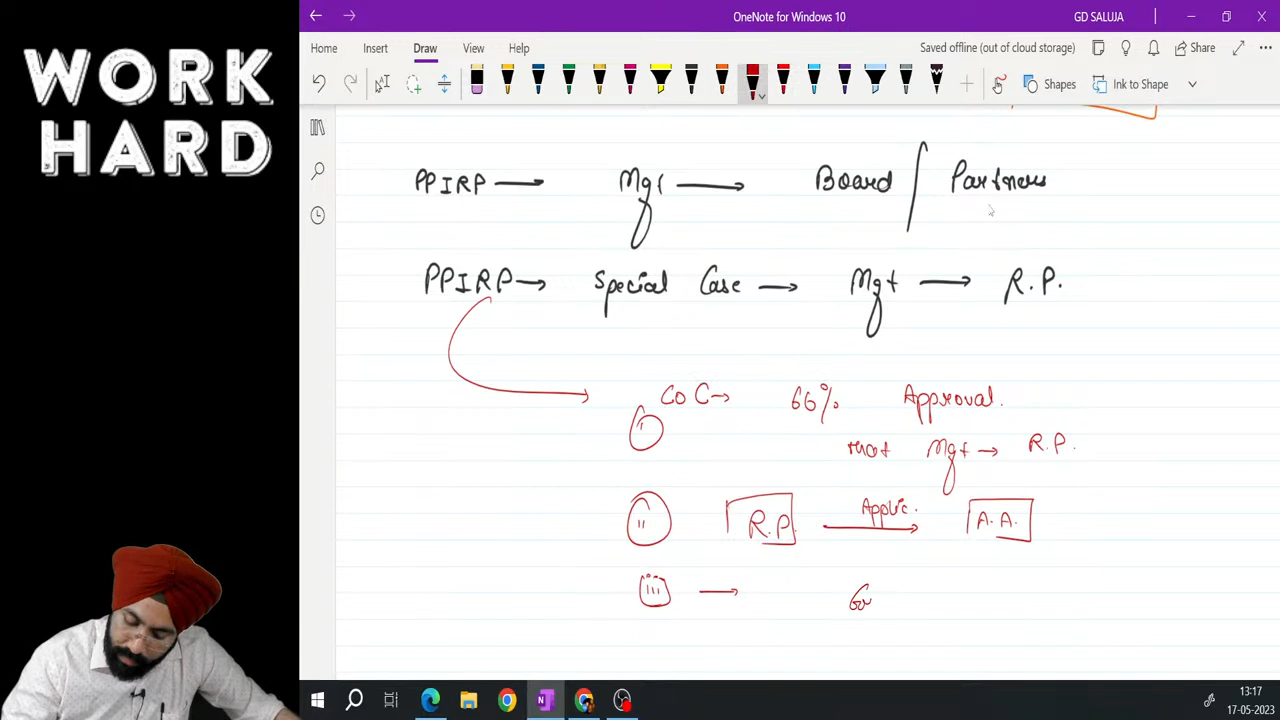 WORK
HARD
OneNote for Windows 10
GD SALUJA
Home Insert Draw View Help
Saved offline (out of cloud storage)
Share
Shapes
Ink to Shape
PPIRP → Mgt → Board / Partners
PPIRP → Special Case → Mgt → R.P.
CoC → 66% Approval.
that Mgt → R.P.
ii R.P. Applic. → A.A.
iii →
13:17
17-05-2023